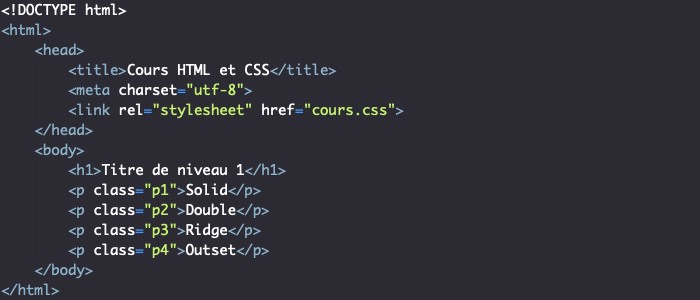 <!DOCTYPE html>
<html>
    <head>
        <title>Cours HTML et CSS</title>
        <meta charset="utf-8">
        <link rel="stylesheet" href="cours.css">
    </head>
    <body>
        <h1>Titre de niveau 1</h1>
        <p class="p1">Solid</p>
        <p class="p2">Double</p>
        <p class="p3">Ridge</p>
        <p class="p4">Outset</p>
    </body>
</html>